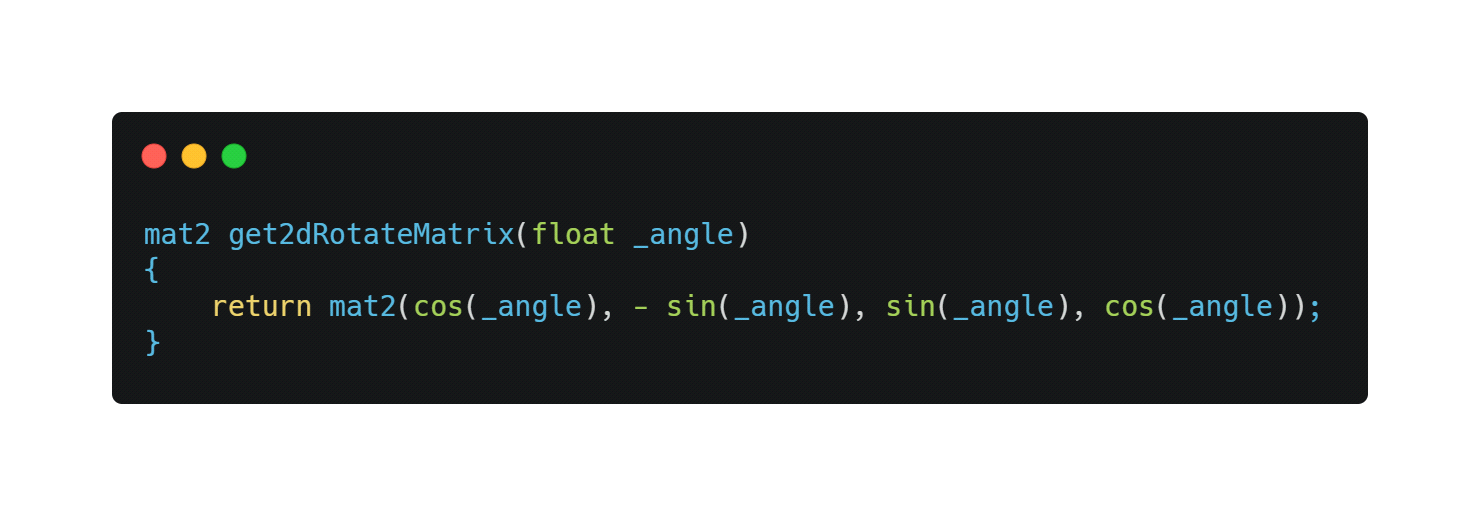 mat2 get2dRotateMatrix(float _angle)
{
    return mat2(cos(_angle), - sin(_angle), sin(_angle), cos(_angle));
}